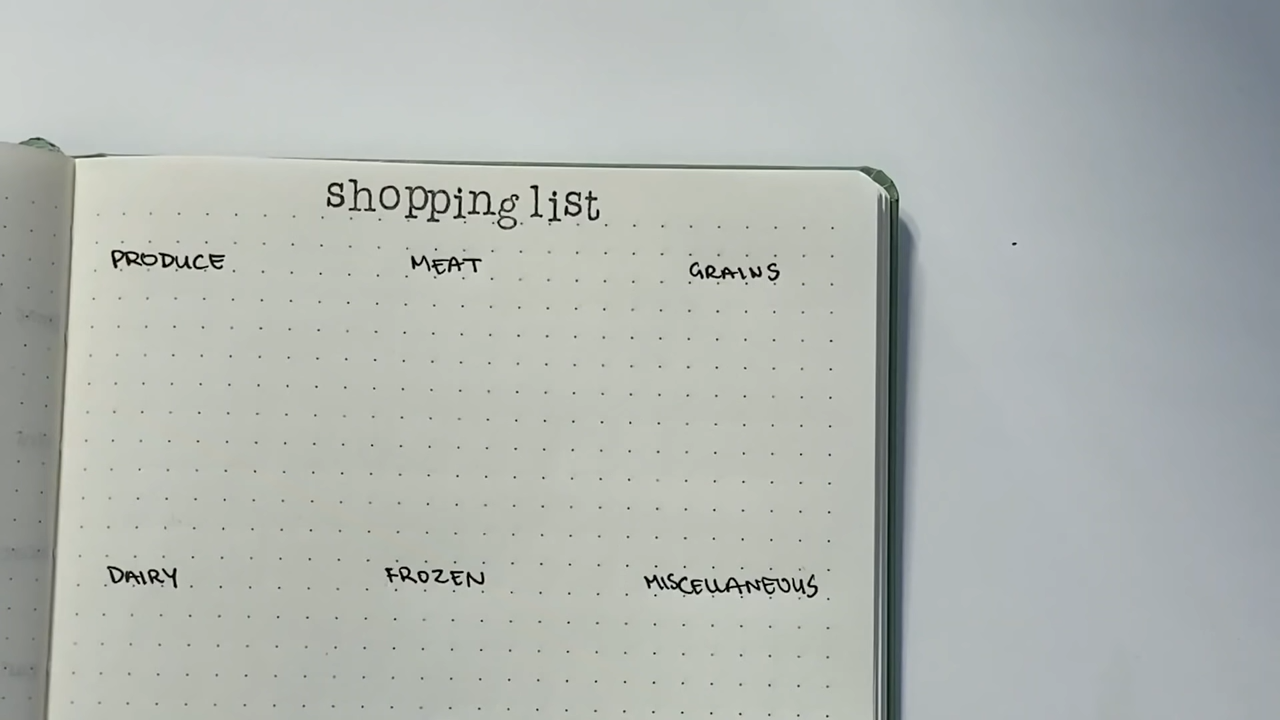 shopping list
PRODUCE MEAT GRAINS
DAIRY FROZEN MISCELLANEOUS